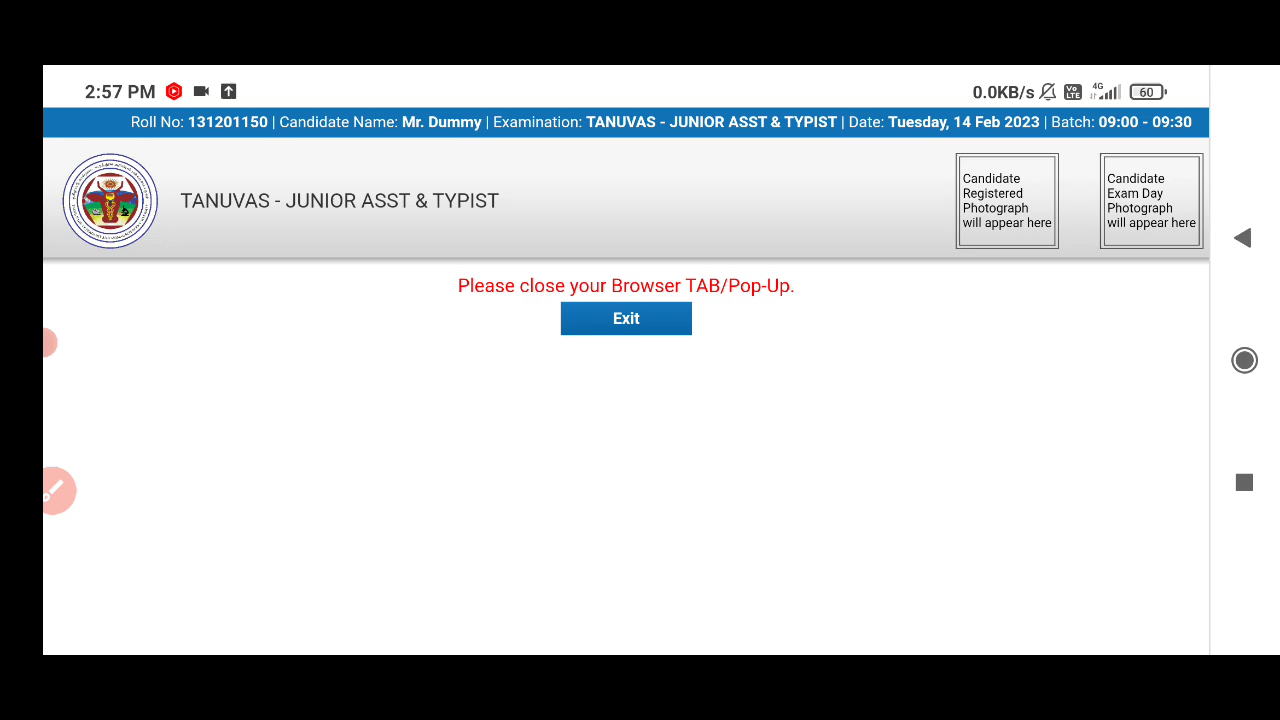 2:57 PM
0.0KB/s
Vo LTE
4G
60
Roll No: 131201150 | Candidate Name: Mr. Dummy | Examination: TANUVAS - JUNIOR ASST & TYPIST | Date: Tuesday, 14 Feb 2023 | Batch: 09:00 - 09:30
TANUVAS - JUNIOR ASST & TYPIST
Candidate
Registered
Photograph
will appear here
Candidate
Exam Day
Photograph
will appear here
Please close your Browser TAB/Pop-Up.
Exit